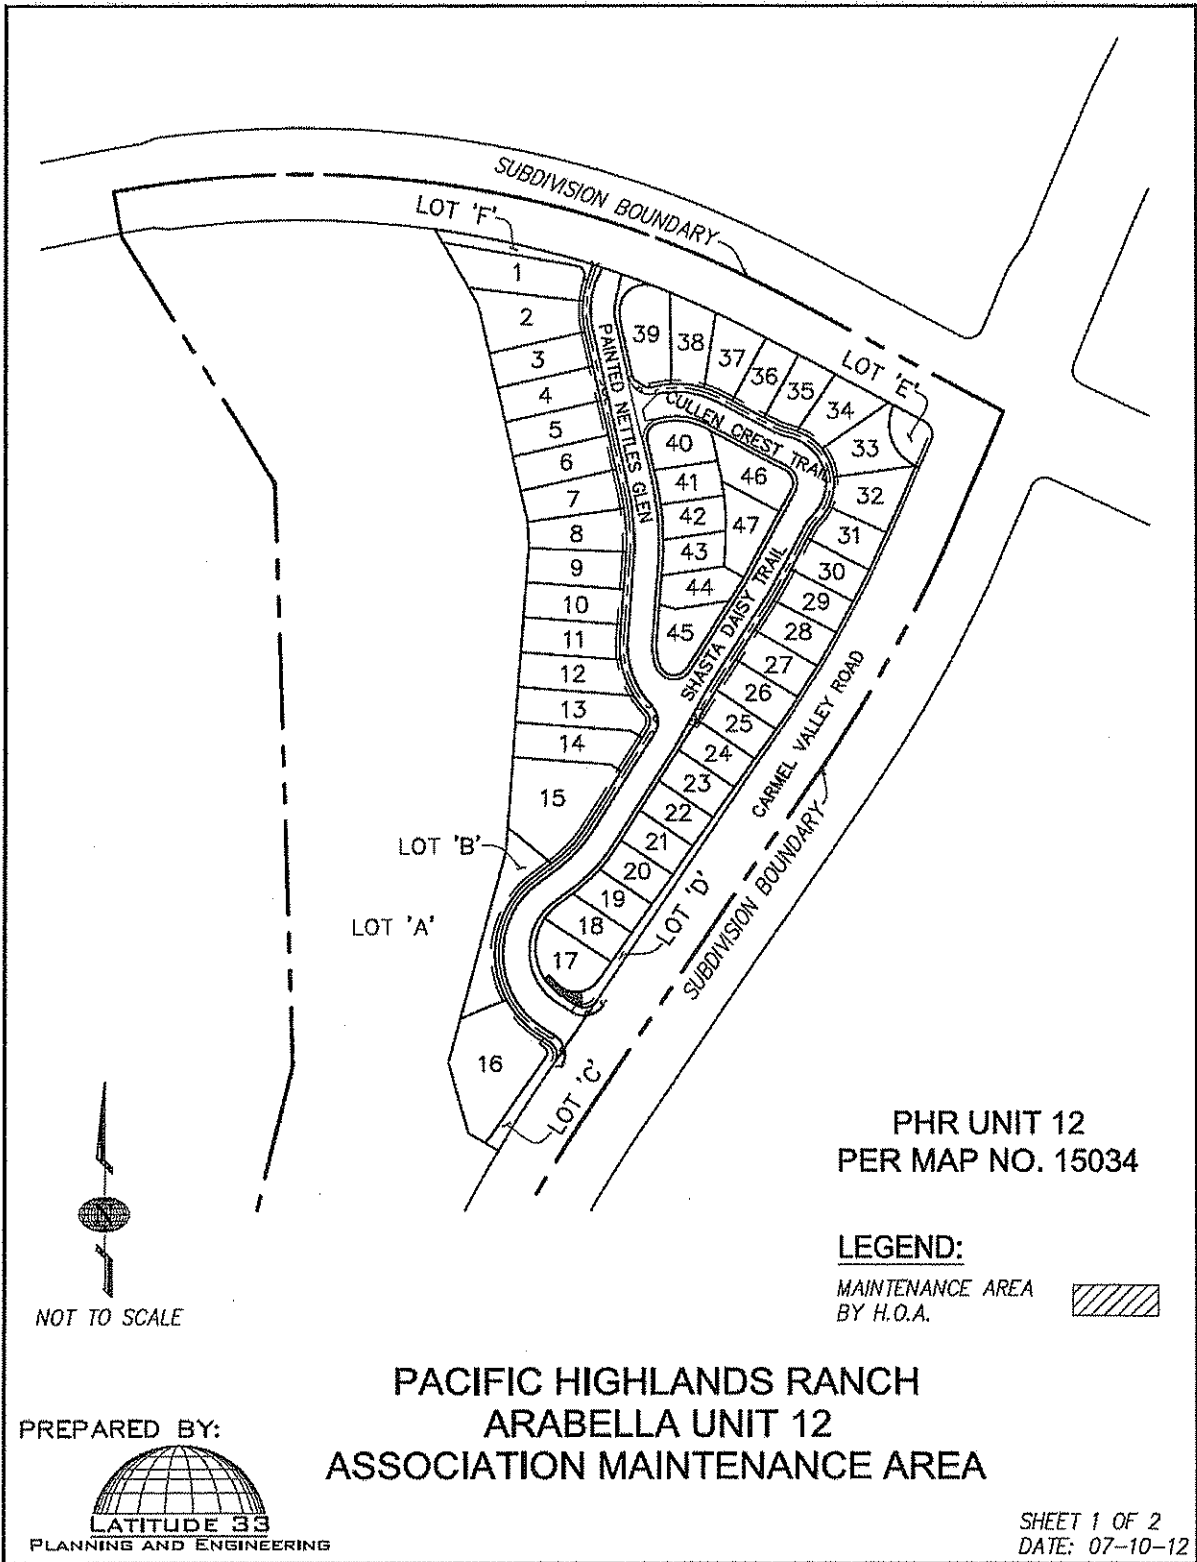 SUBDIVISION BOUNDARY
LOT 'F'
1
2
3
4
5
6
7
8
9
10
11
12
13
14
15
LOT 'B'
LOT 'A'
16
PAINTED NETTLES GLEN
39
38
37
36
35
34
LOT 'E'
33
CULLEN CREST TRAIL
40
41
42
43
44
45
46
47
SHASTA DAISY TRAIL
32
31
30
29
28
27
26
25
24
23
22
21
20
19
18
17
CARMEL VALLEY ROAD
LOT 'D'
SUBDIVISION BOUNDARY
LOT 'C'
PHR UNIT 12
PER MAP NO. 15034
LEGEND:
MAINTENANCE AREA
BY H.O.A.
NOT TO SCALE
PACIFIC HIGHLANDS RANCH
ARABELLA UNIT 12
ASSOCIATION MAINTENANCE AREA
PREPARED BY:
LATITUDE 33
PLANNING AND ENGINEERING
SHEET 1 OF 2
DATE: 07-10-12